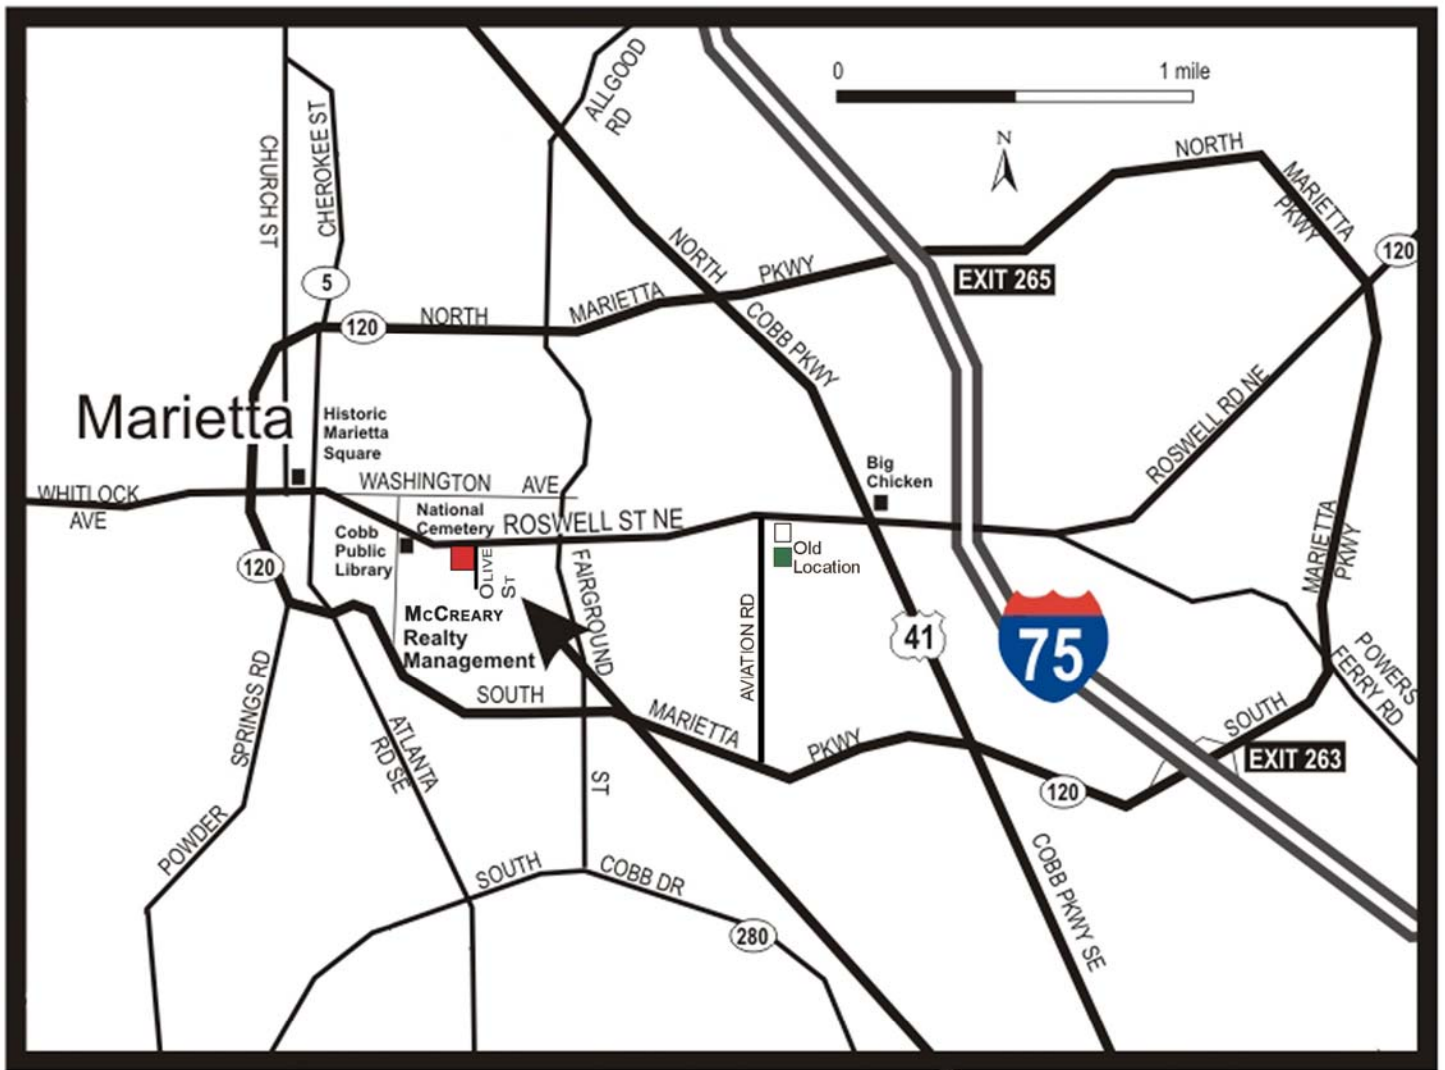 ALLGOOD
RD
0
1 mile
N
CHURCH ST
CHEROKEE ST
NORTH
MARIETTA
PKWY
120
5
EXIT 265
NORTH
COBB PKWY
120
NORTH
MARIETTA
PKWY
Marietta
Historic
Marietta
Square
WHITLOCK
AVE
WASHINGTON
AVE
National
Cemetery
ROSWELL ST NE
Big
Chicken
ROSWELL RD NE
Cobb
Public
Library
OLIVE
ST
Old
Location
120
MCCREARY
Realty
Management
FAIRGROUND
ST
AVIATION RD
41
75
MARIETTA
PKWY
POWERS
FERRY RD
SPRINGS RD
POWDER
ATLANTA
RD SE
SOUTH
MARIETTA
PKWY
120
SOUTH
EXIT 263
SOUTH
COBB DR
280
COBB PKWY SE